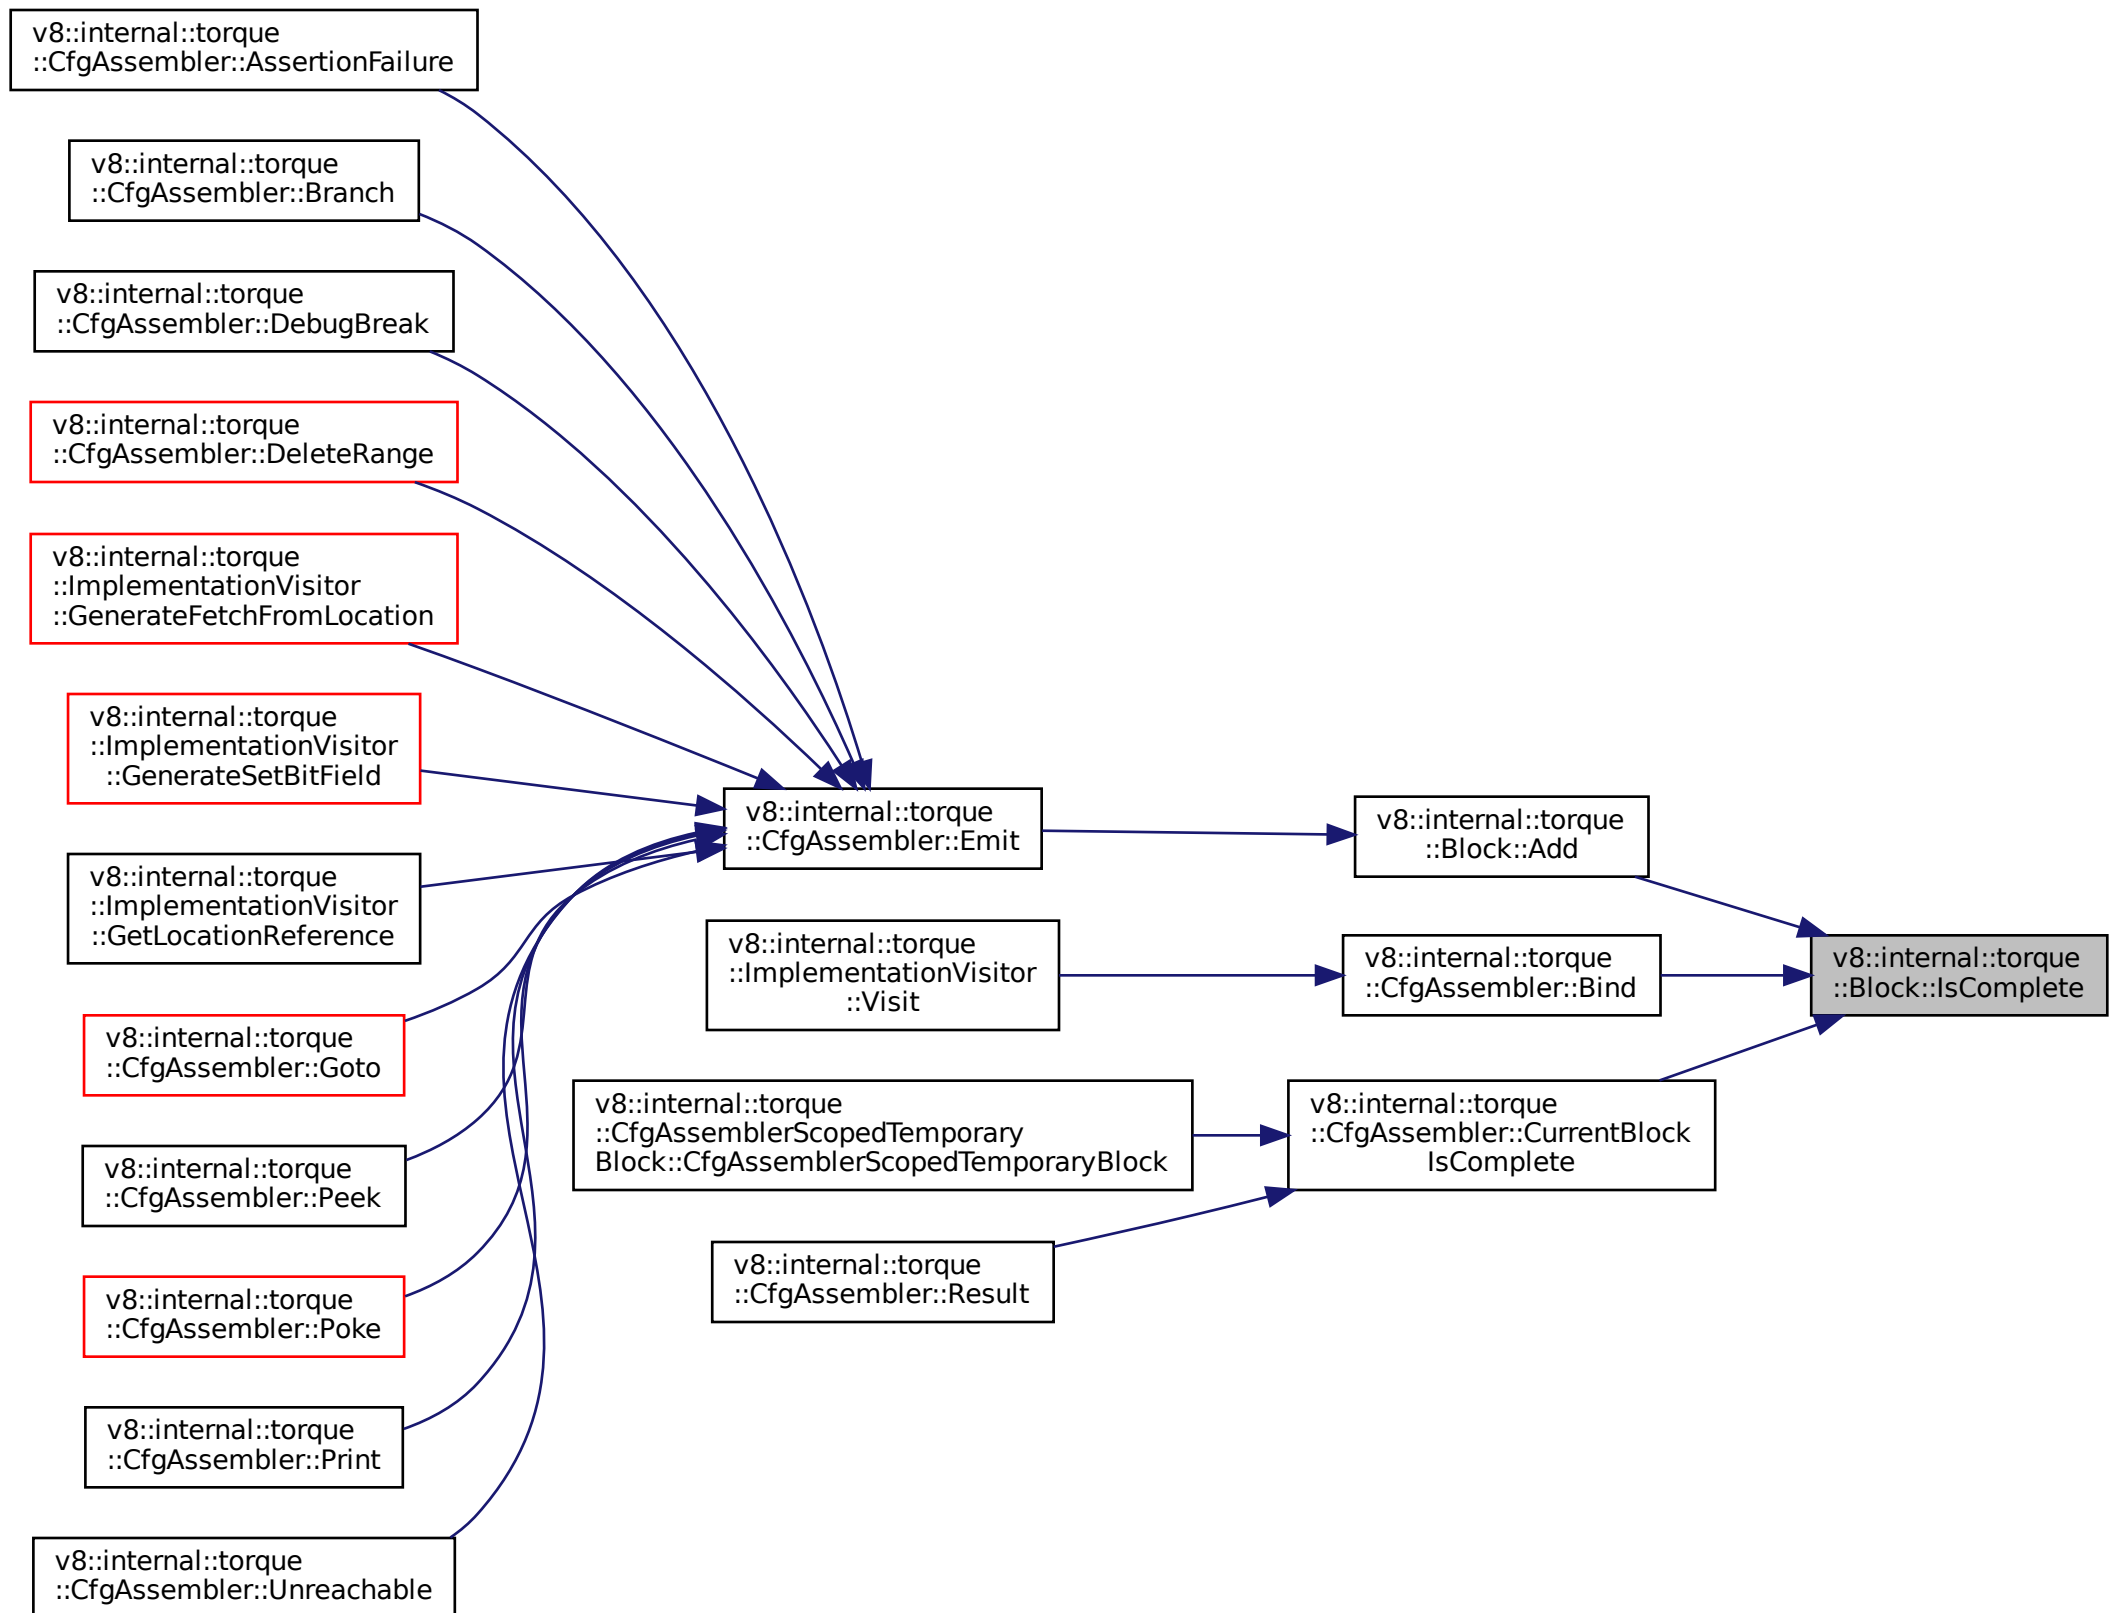 v8::internal::torque
::CfgAssembler::AssertionFailure
v8::internal::torque
::CfgAssembler::Branch
v8::internal::torque
::CfgAssembler::DebugBreak
v8::internal::torque
::CfgAssembler::DeleteRange
v8::internal::torque
::ImplementationVisitor
::GenerateFetchFromLocation
v8::internal::torque
::ImplementationVisitor
::GenerateSetBitField
v8::internal::torque
::ImplementationVisitor
::GetLocationReference
v8::internal::torque
::CfgAssembler::Goto
v8::internal::torque
::CfgAssembler::Peek
v8::internal::torque
::CfgAssembler::Poke
v8::internal::torque
::CfgAssembler::Print
v8::internal::torque
::CfgAssembler::Unreachable
v8::internal::torque
::CfgAssembler::Emit
v8::internal::torque
::ImplementationVisitor
::Visit
v8::internal::torque
::CfgAssemblerScopedTemporary
Block::CfgAssemblerScopedTemporaryBlock
v8::internal::torque
::CfgAssembler::Result
v8::internal::torque
::Block::Add
v8::internal::torque
::CfgAssembler::Bind
v8::internal::torque
::CfgAssembler::CurrentBlock
IsComplete
v8::internal::torque
::Block::IsComplete